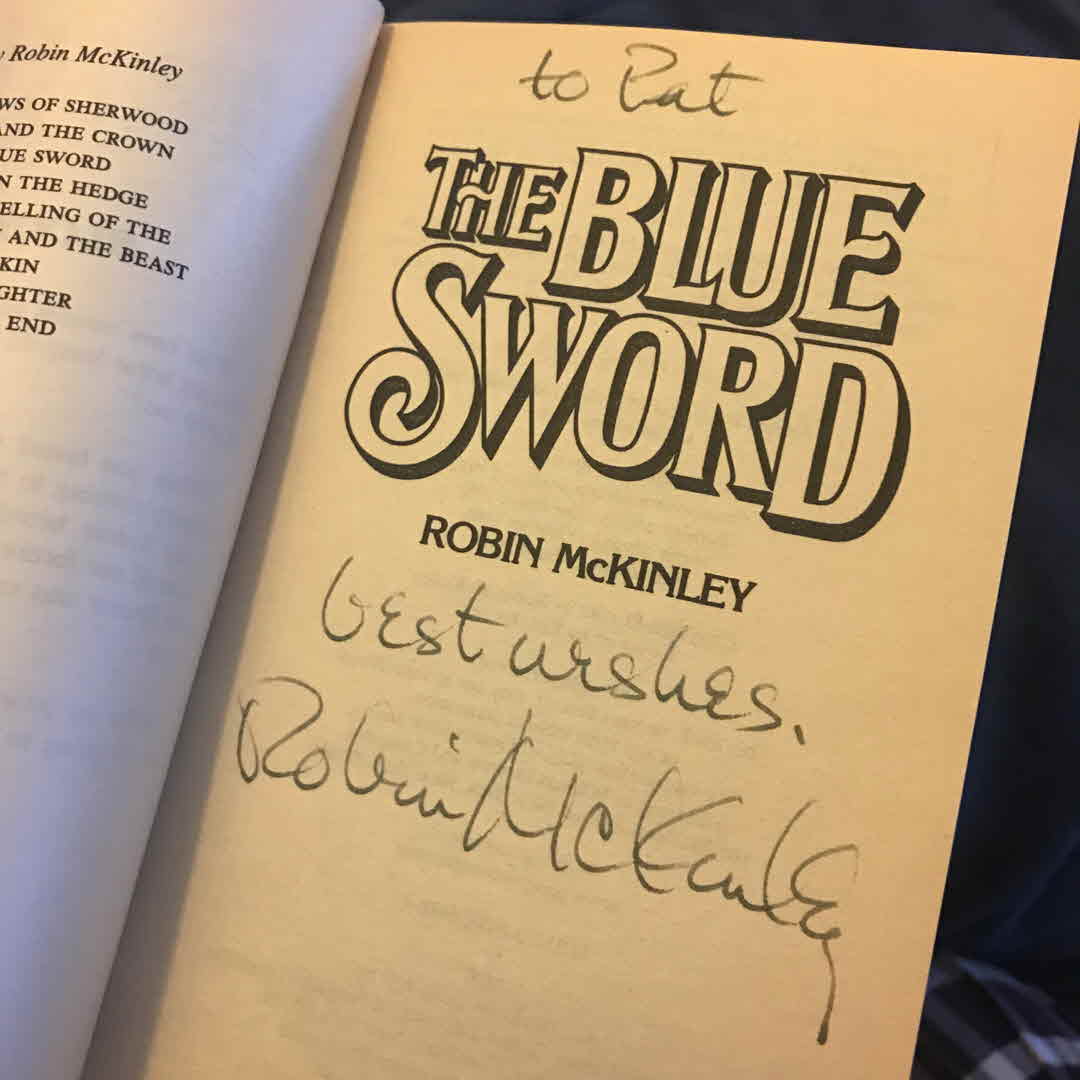 Robin McKinley
WS OF SHERWOOD
AND THE CROWN
UE SWORD
N THE HEDGE
ELLING OF THE
AND THE BEAST
KIN
GHTER
END
to Pat
THE BLUE
SWORD
ROBIN McKINLEY
best wishes,
Robin McKinley